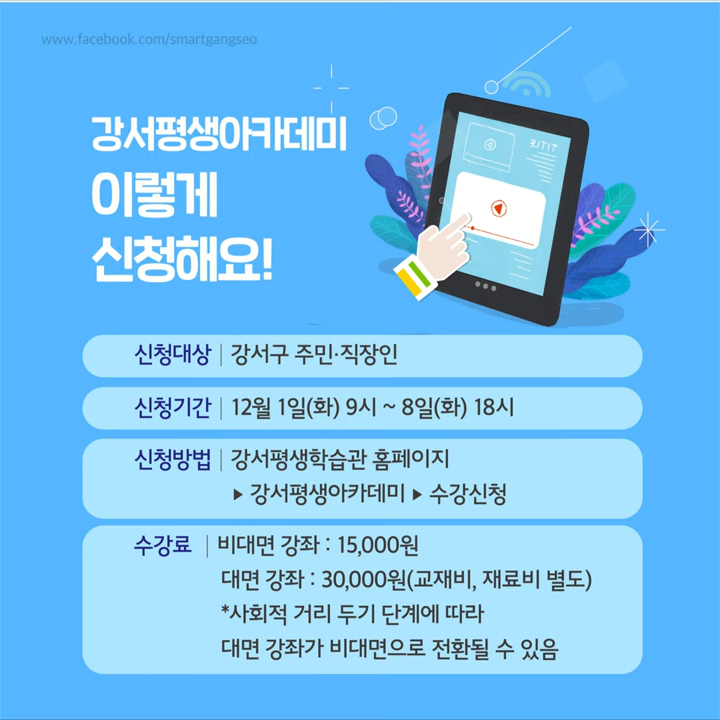 www.facebook.com/smartgangseo
강서평생아카데미
이렇게
신청해요!
TITLE
신청대상 | 강서구 주민·직장인
신청기간 | 12월 1일(화) 9시 ~ 8일(화) 18시
신청방법 | 강서평생학습관 홈페이지
▶ 강서평생아카데미 ▶ 수강신청
수강료 | 비대면 강좌 : 15,000원
대면 강좌 : 30,000원(교재비, 재료비 별도)
*사회적 거리 두기 단계에 따라
대면 강좌가 비대면으로 전환될 수 있음